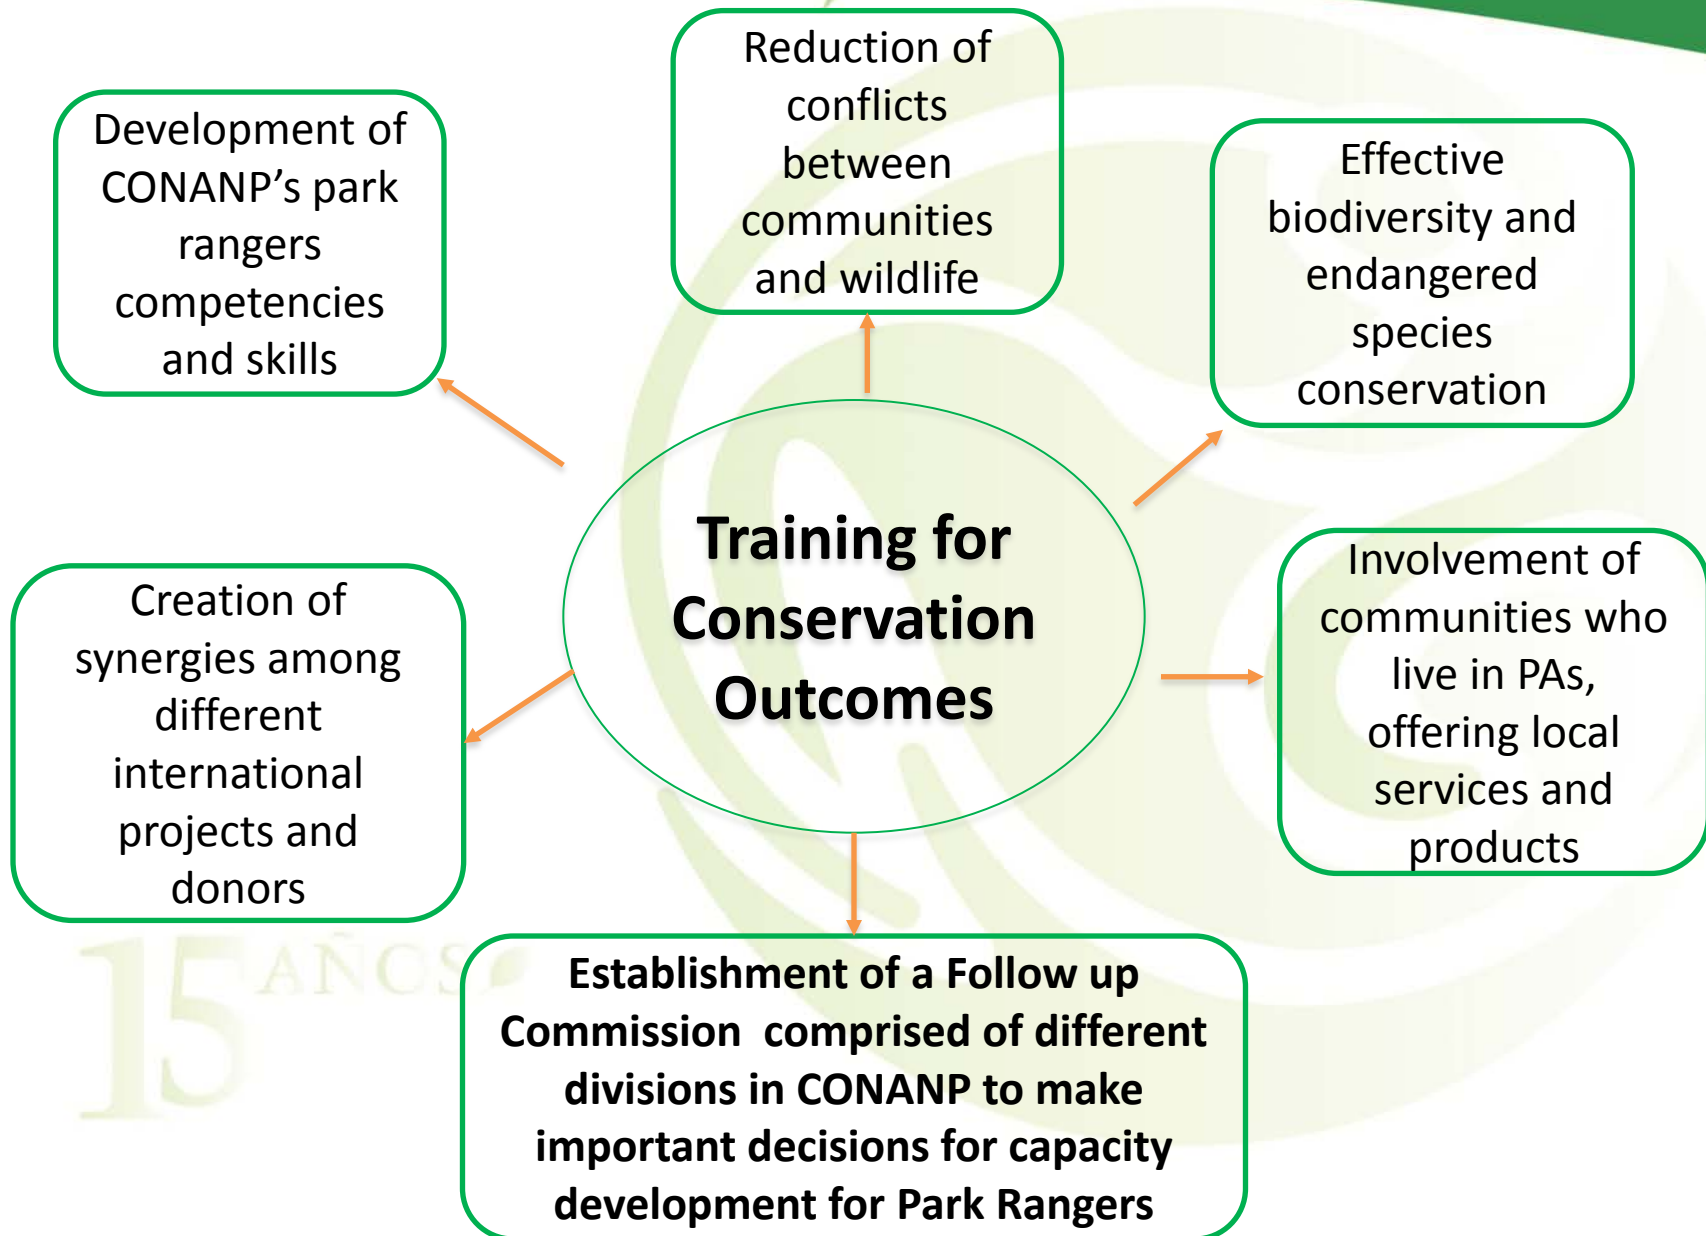 Reduction of
conflicts
between
communities
and wildlife
Development of
CONANP’s park
rangers
competencies
and skills
Effective
biodiversity and
endangered
species
conservation
Training for
Conservation
Outcomes
Creation of
synergies among
different
international
projects and
donors
Involvement of
communities who
live in PAs,
offering local
services and
products
15 AÑOS
Establishment of a Follow up
Commission  comprised of different
divisions in CONANP to make
important decisions for capacity
development for Park Rangers